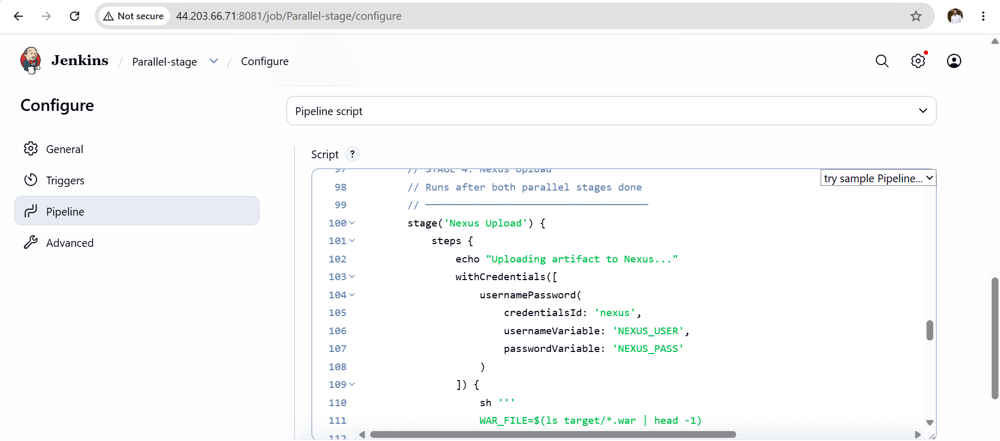 Not secure 44.203.66.71:8081/job/Parallel-stage/configure
Jenkins / Parallel-stage / Configure
Configure
General
Triggers
Pipeline
Advanced
Pipeline script
Script ?
try sample Pipeline...
97 // STAGE 4: Nexus Upload
98 // Runs after both parallel stages done
99 // ─────────────────────────────────────
100 stage('Nexus Upload') {
101 steps {
102 echo "Uploading artifact to Nexus..."
103 withCredentials([
104 usernamePassword(
105 credentialsId: 'nexus',
106 usernameVariable: 'NEXUS_USER',
107 passwordVariable: 'NEXUS_PASS'
108 )
109 ]) {
110 sh '''
111 WAR_FILE=$(ls target/*.war | head -1)
112